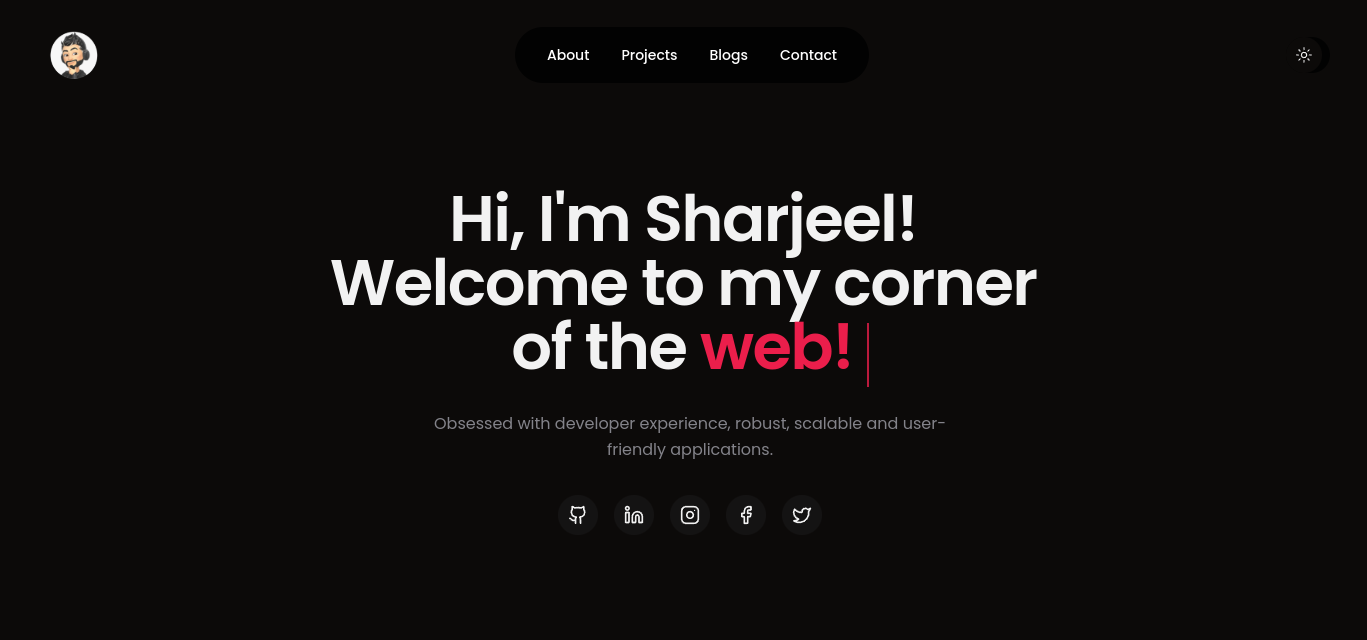 About Projects Blogs Contact
Hi, I'm Sharjeel!
Welcome to my corner
of the web!
Obsessed with developer experience, robust, scalable and user-
friendly applications.